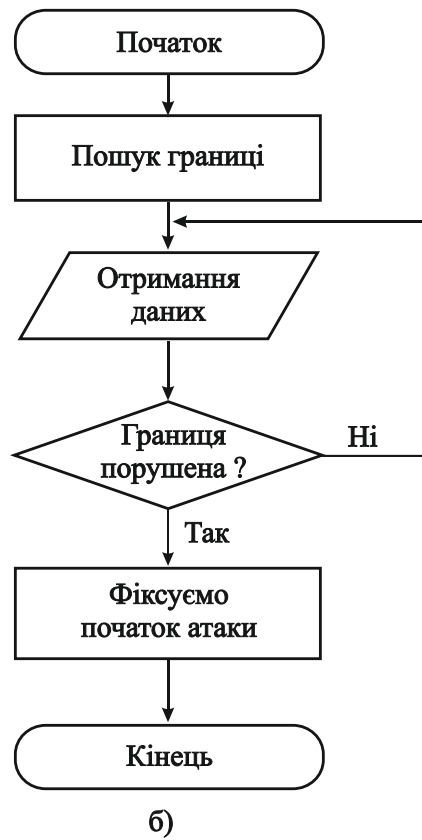 Початок
Пошук границі
Отримання
даних
Границя
порушена ?
Ні
Так
Фіксуємо
початок атаки
Кінець
б)